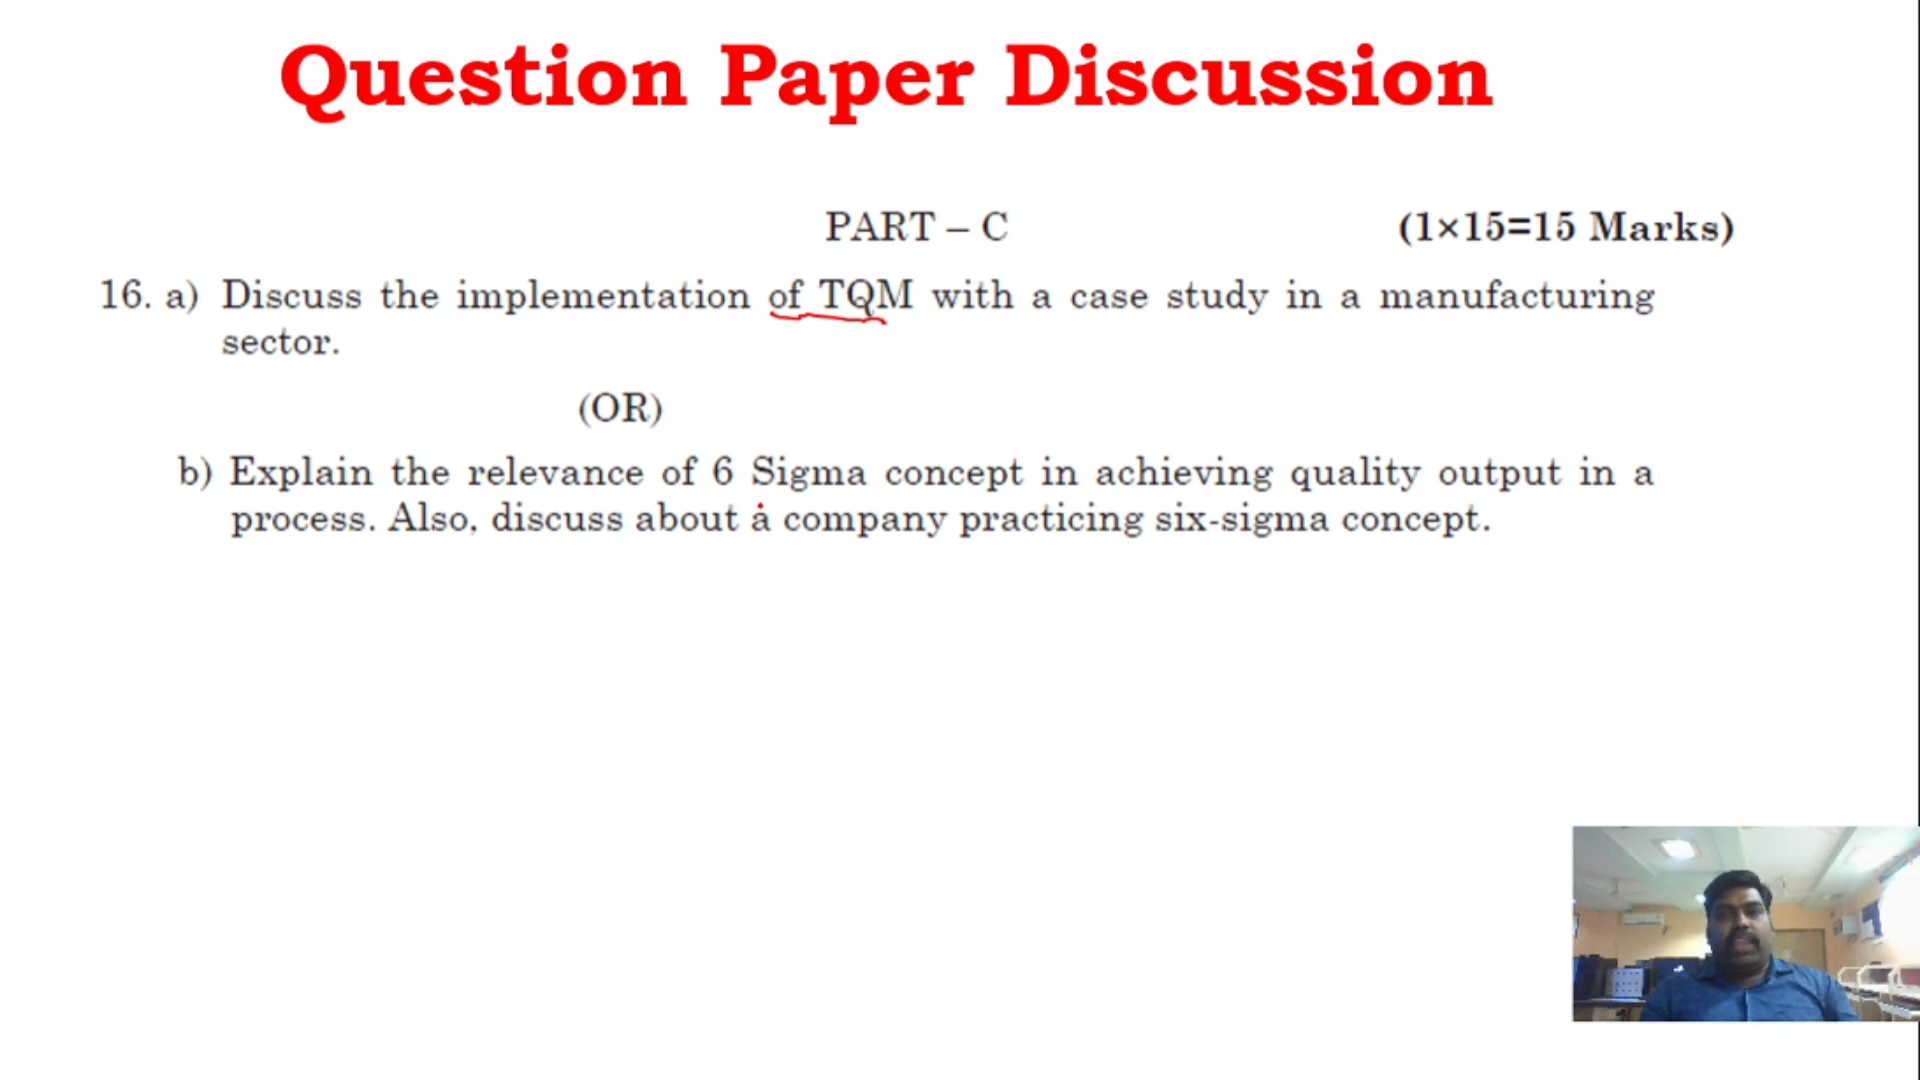 Question Paper Discussion
PART – C (1×15=15 Marks)
16. a) Discuss the implementation of TQM with a case study in a manufacturing
sector.
(OR)
b) Explain the relevance of 6 Sigma concept in achieving quality output in a
process. Also, discuss about a company practicing six-sigma concept.